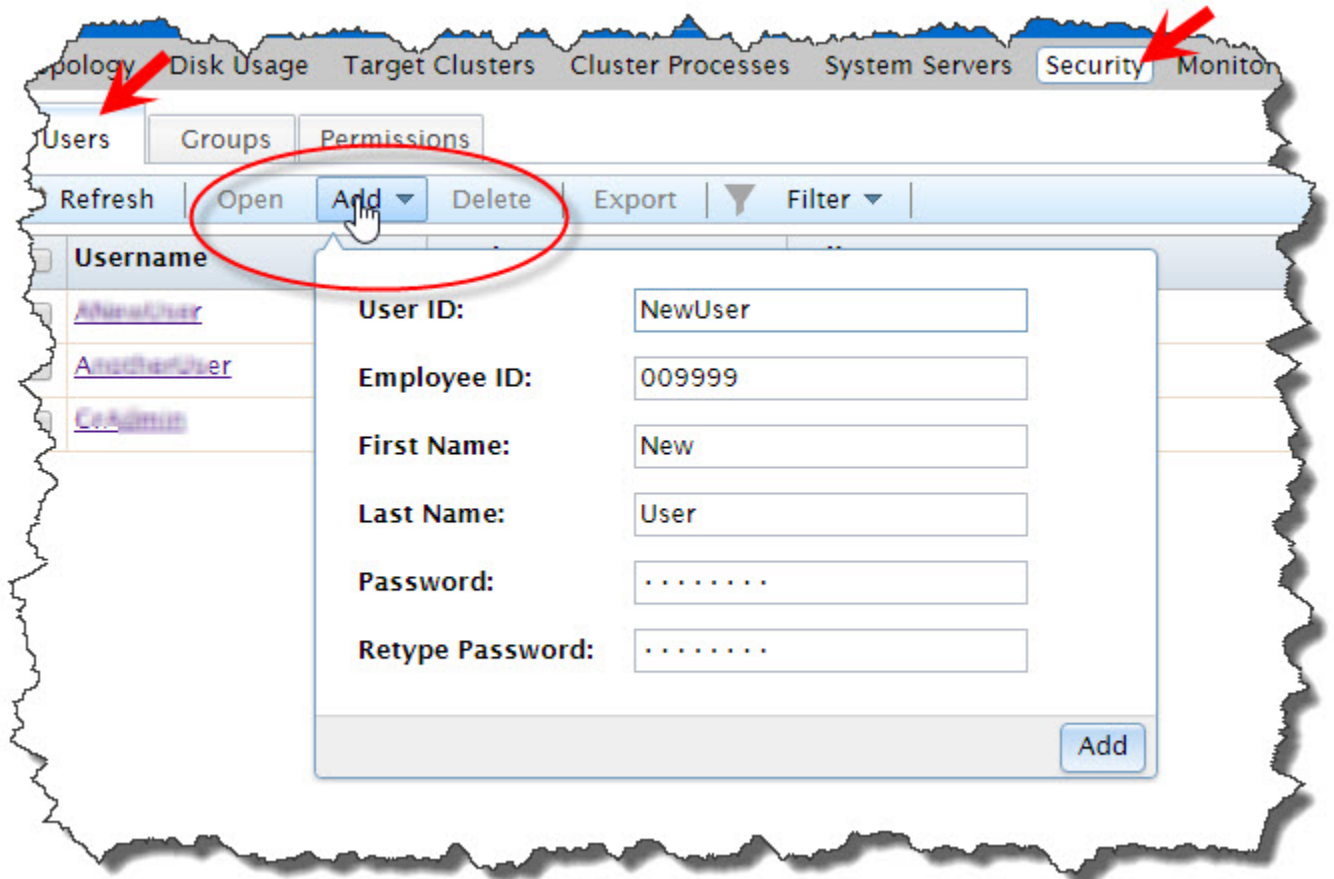 Disk Usage Target Clusters Cluster Processes System Servers Security Monitor
Users Groups Permissions
Refresh Open Add Delete Export Filter
Username
User ID: NewUser
Employee ID: 009999
First Name: New
Last Name: User
Password: ········
Retype Password: ········
Add